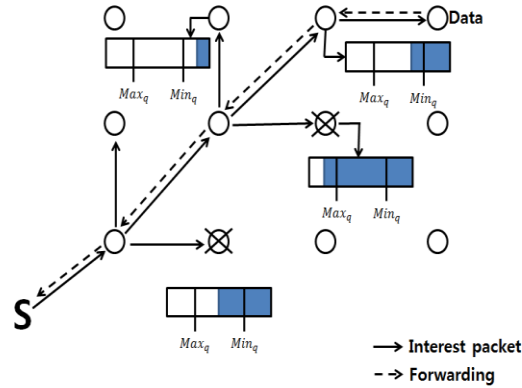 Data
Max_q Min_q
Max_q Min_q
Max_q Min_q
S
Max_q Min_q
Interest packet
Forwarding